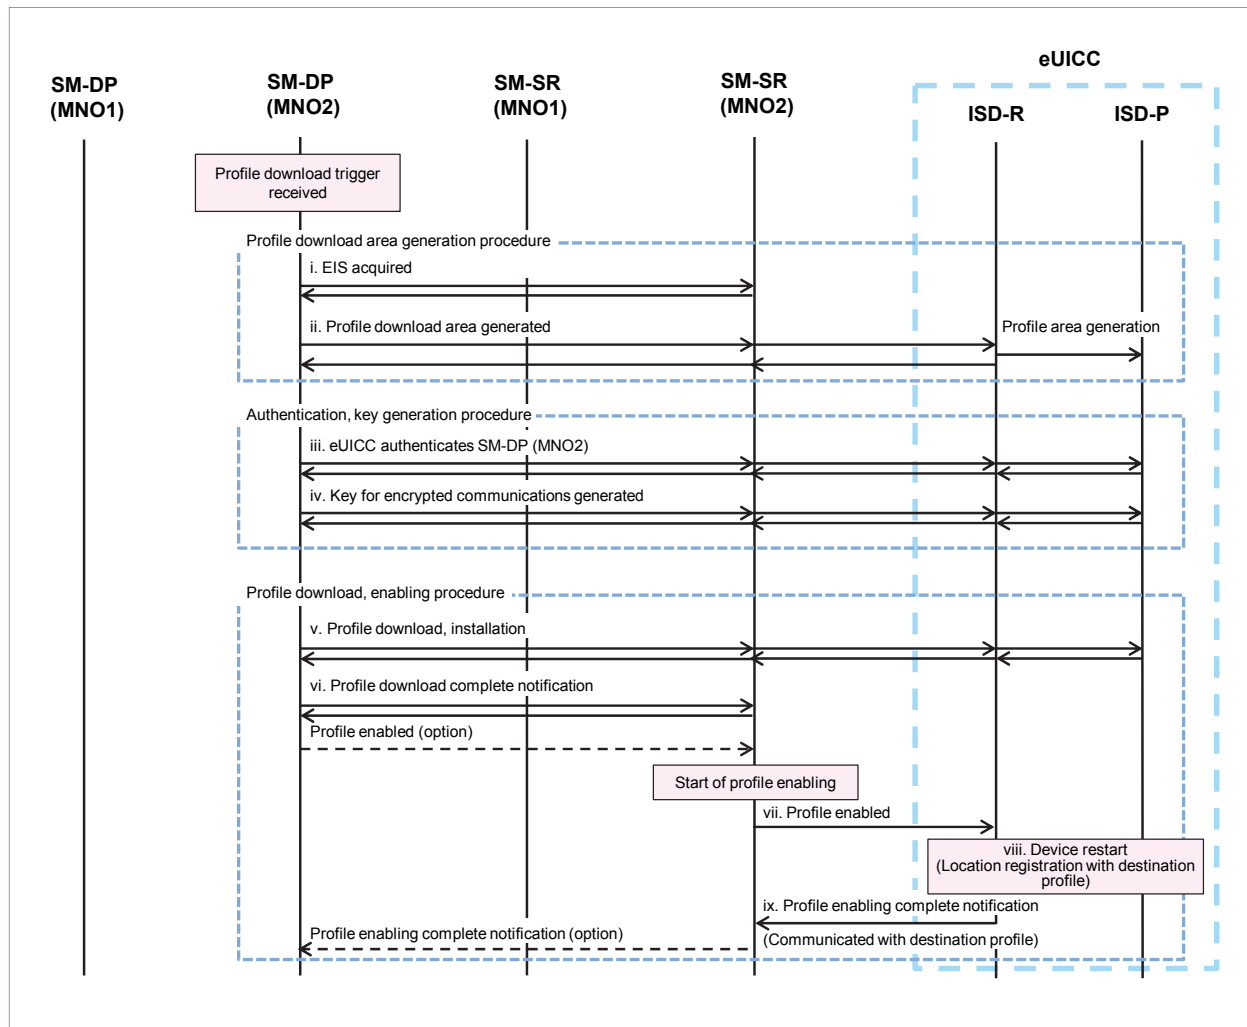 eUICC
SM-DP
(MNO1)
SM-DP
(MNO2)
SM-SR
(MNO1)
SM-SR
(MNO2)
ISD-R
ISD-P
Profile download trigger
received
Profile download area generation procedure
i. EIS acquired
ii. Profile download area generated
Profile area generation
Authentication, key generation procedure
iii. eUICC authenticates SM-DP (MNO2)
iv. Key for encrypted communications generated
Profile download, enabling procedure
v. Profile download, installation
vi. Profile download complete notification
Profile enabled (option)
Start of profile enabling
vii. Profile enabled
viii. Device restart
(Location registration with destination
profile)
ix. Profile enabling complete notification
Profile enabling complete notification (option)
(Communicated with destination profile)